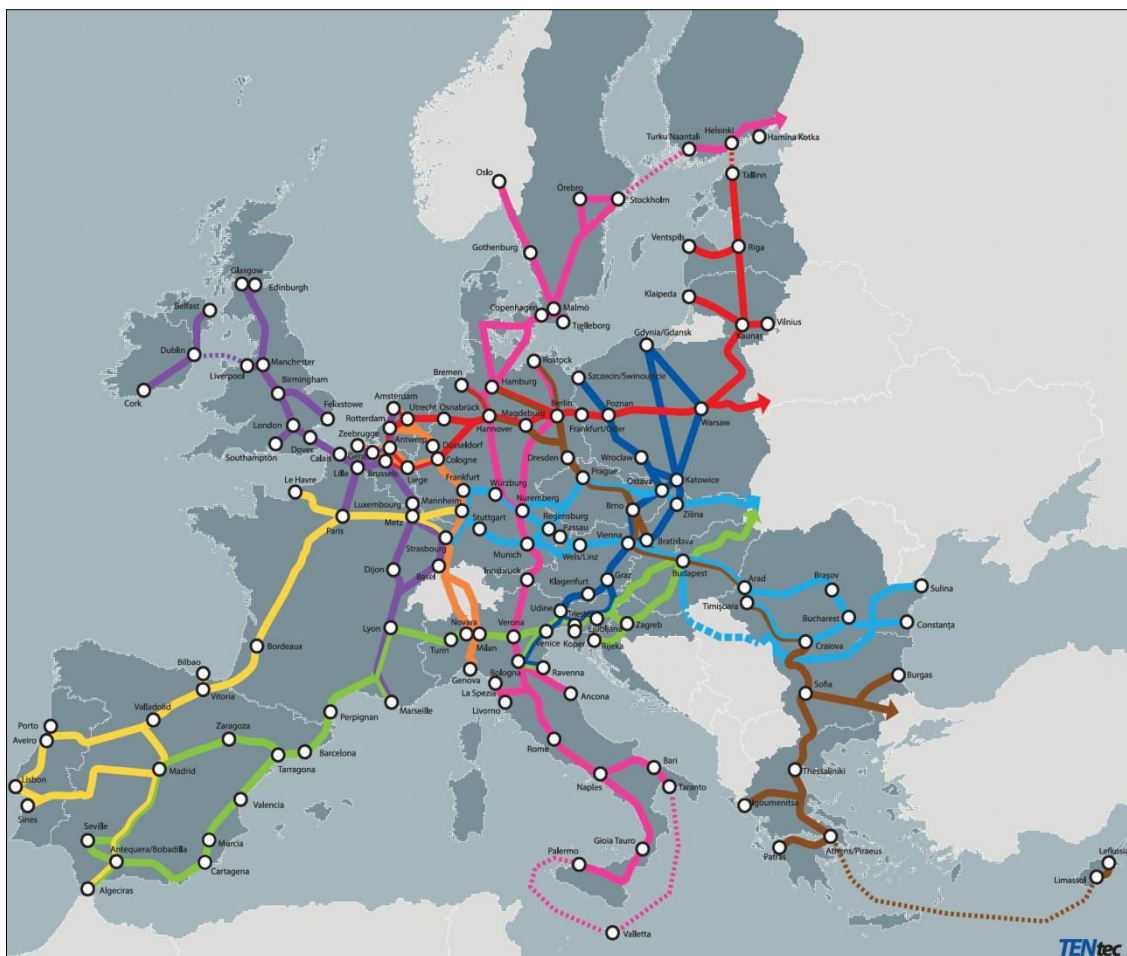 Helsinki
Hamina Kotka
Turku Naantali
Tallinn
Oslo
Örebro
Stockholm
Ventspils
Riga
Gothenburg
Glasgow
Edinburgh
Klaipeda
Belfast
Copenhagen
Malmö
Trelleborg
Vilnius
Kaunas
Gdynia/Gdansk
Dublin
Liverpool
Manchester
Rostock
Szczecin/Swinoujscie
Birmingham
Bremen
Hamburg
Cork
Felixstowe
Amsterdam
Utrecht
Osnabrück
Magdeburg
Berlin
Poznan
Rotterdam
Hannover
Frankfurt/Oder
Warsaw
London
Zeebrugge
Southampton
Dover
Calais
Gent
Antwerp
Düsseldorf
Cologne
Dresden
Wroclaw
Lille
Brussels
Liege
Frankfurt
Prague
Ostava
Katowice
Le Havre
Luxembourg
Mannheim
Würzburg
Nuremberg
Paris
Metz
Stuttgart
Regensburg
Passau
Brno
Zilina
Strasbourg
Munich
Wels/Linz
Vienna
Bratislava
Dijon
Basel
Innsbruck
Klagenfurt
Graz
Budapest
Arad
Braşov
Sulina
Timişoara
Udine
Trieste
Bucharest
Constanţa
Lyon
Novara
Verona
Ljubljana
Zagreb
Turin
Milan
Venice
Koper
Rijeka
Craiova
Bordeaux
Genova
Bologna
Ravenna
Bilbao
La Spezia
Ancona
Sofia
Burgas
Vitoria
Marseille
Livorno
Porto
Valladolid
Perpignan
Aveiro
Zaragoza
Rome
Barcelona
Madrid
Tarragona
Bari
Thessaliniki
Lisbon
Naples
Taranto
Sines
Valencia
Igoumenitsa
Seville
Murcia
Gioia Tauro
Antequera/Bobadilla
Palermo
Patras
Athens/Piraeus
Lefkosia
Cartagena
Limassol
Algeciras
Valletta
TENtec